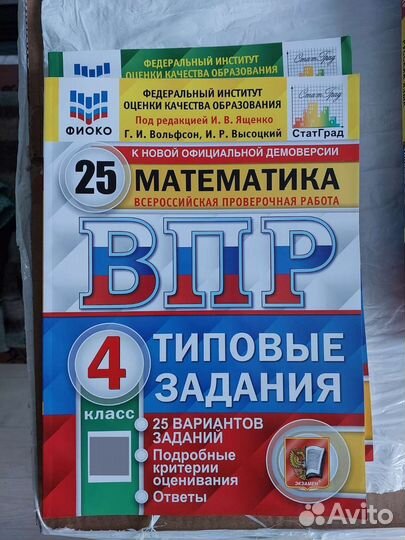 ФЕДЕРАЛЬНЫЙ ИНСТИТУТ
ОЦЕНКИ КАЧЕСТВА ОБРАЗОВАНИЯ
СтатГрад
ФИОКО
ФЕДЕРАЛЬНЫЙ ИНСТИТУТ
ОЦЕНКИ КАЧЕСТВА ОБРАЗОВАНИЯ
Под редакцией И. В. Ященко
Г. И. Вольфсон, И. Р. Высоцкий
СтатГрад
СтатГрад
К НОВОЙ ОФИЦИАЛЬНОЙ ДЕМОВЕРСИИ
25 МАТЕМАТИКА
ВСЕРОССИЙСКАЯ ПРОВЕРОЧНАЯ РАБОТА
ВПР
4
класс
ТИПОВЫЕ
ЗАДАНИЯ
• 25 ВАРИАНТОВ
ЗАДАНИЙ
• Подробные
критерии
оценивания
• Ответы
ЭКЗАМЕН
Avito